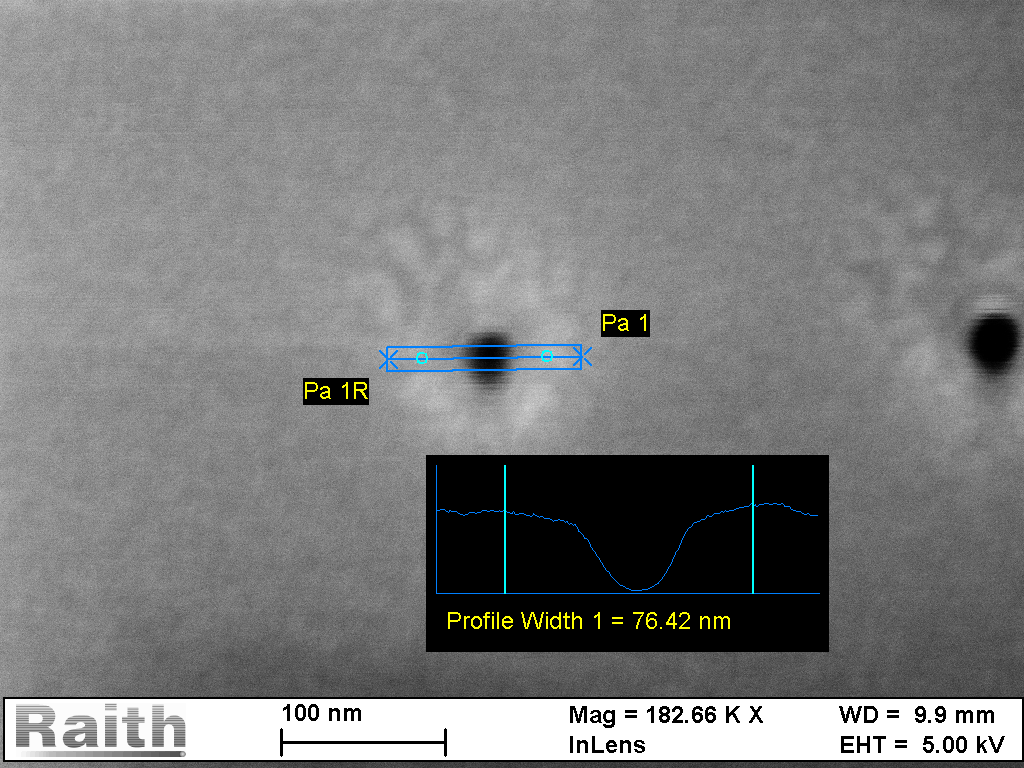 Pa 1
Pa 1R
Profile Width 1 = 76.42 nm
Raith
100 nm
Mag = 182.66 K X
WD = 9.9 mm
InLens
EHT = 5.00 kV